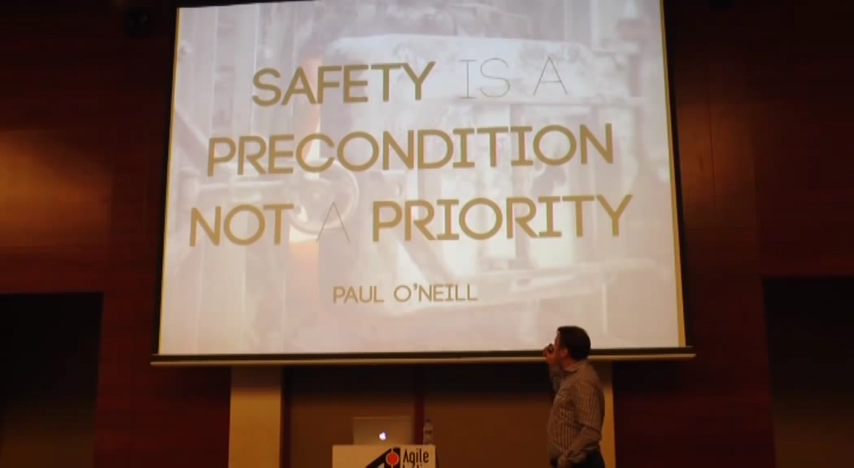 SAFETY IS A
PRECONDITION
NOT A PRIORITY
PAUL O'NEILL
Agile